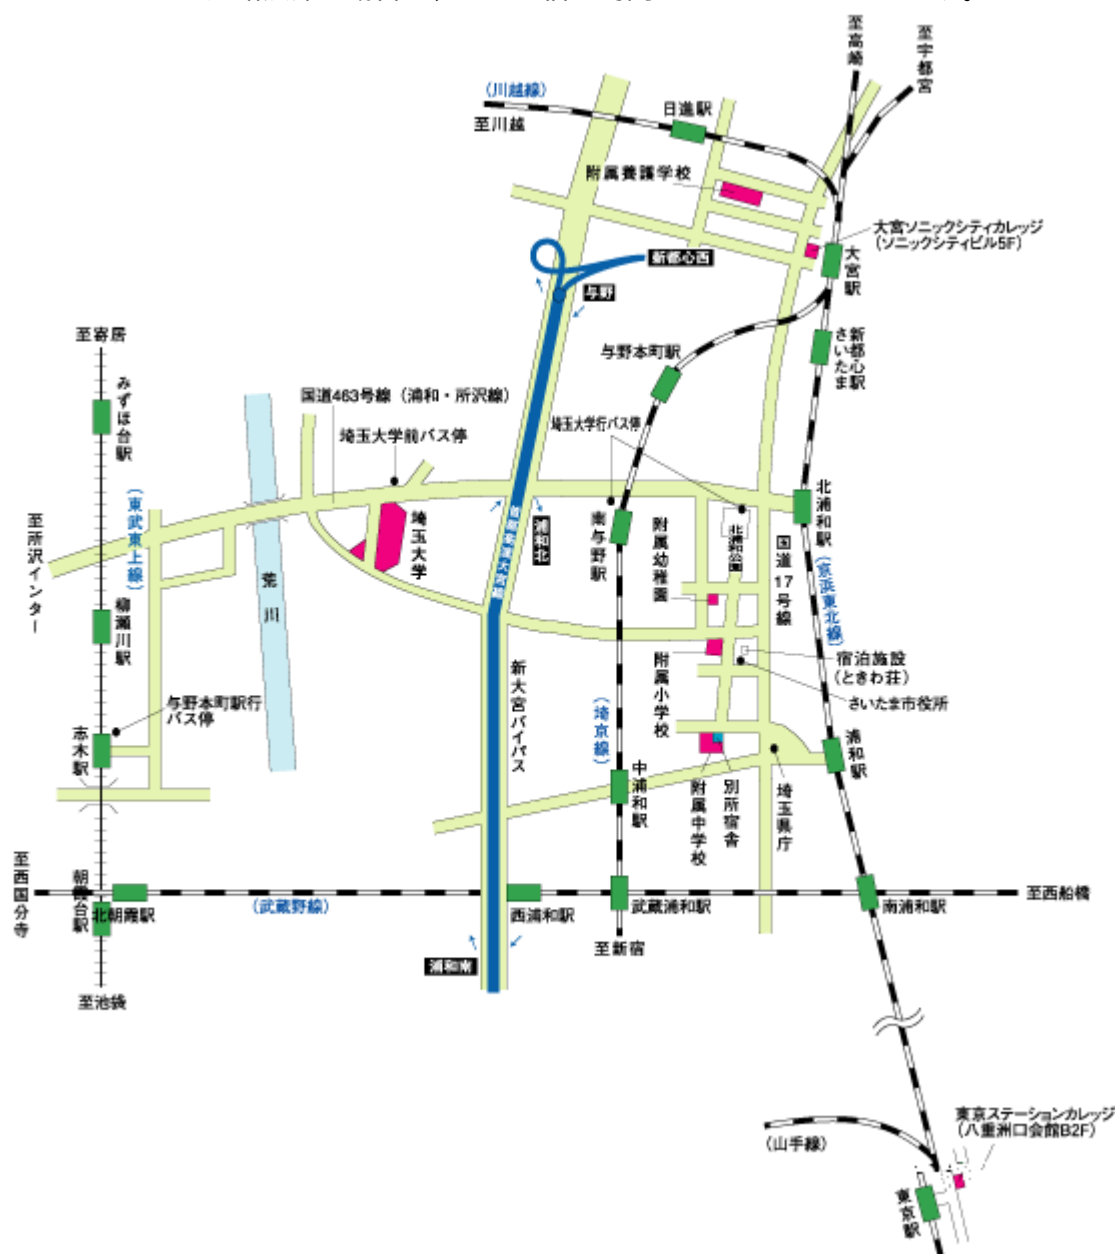 至高崎
至宇都宮
(川越線)
至川越
日進駅
附属養護学校
大宮ソニックシティカレッジ
(ソニックシティビル5F)
大宮駅
新都心西
与野
至寄居
与野本町駅
さいたま
新都心駅
みずほ台駅
国道463号線（浦和・所沢線）
埼玉大学行バス停
埼玉大学前バス停
(東武東上線)
至所沢インター
埼玉大学
首都高速大宮線
浦和北
南与野駅
附属幼稚園
北浦和公園
国道17号線
北浦和駅
(京浜東北線)
荒川
柳瀬川駅
附属小学校
宿泊施設
(ときわ荘)
さいたま市役所
新大宮バイパス
(埼京線)
与野本町駅行
バス停
志木駅
中浦和駅
附属中学校
別所宿舎
埼玉県庁
浦和駅
至西国分寺
朝霞台駅
北朝霞駅
(武蔵野線)
西浦和駅
武蔵浦和駅
南浦和駅
至西船橋
至新宿
浦和南
至池袋
東京ステーションカレッジ
(八重洲口会館B2F)
(山手線)
東京駅